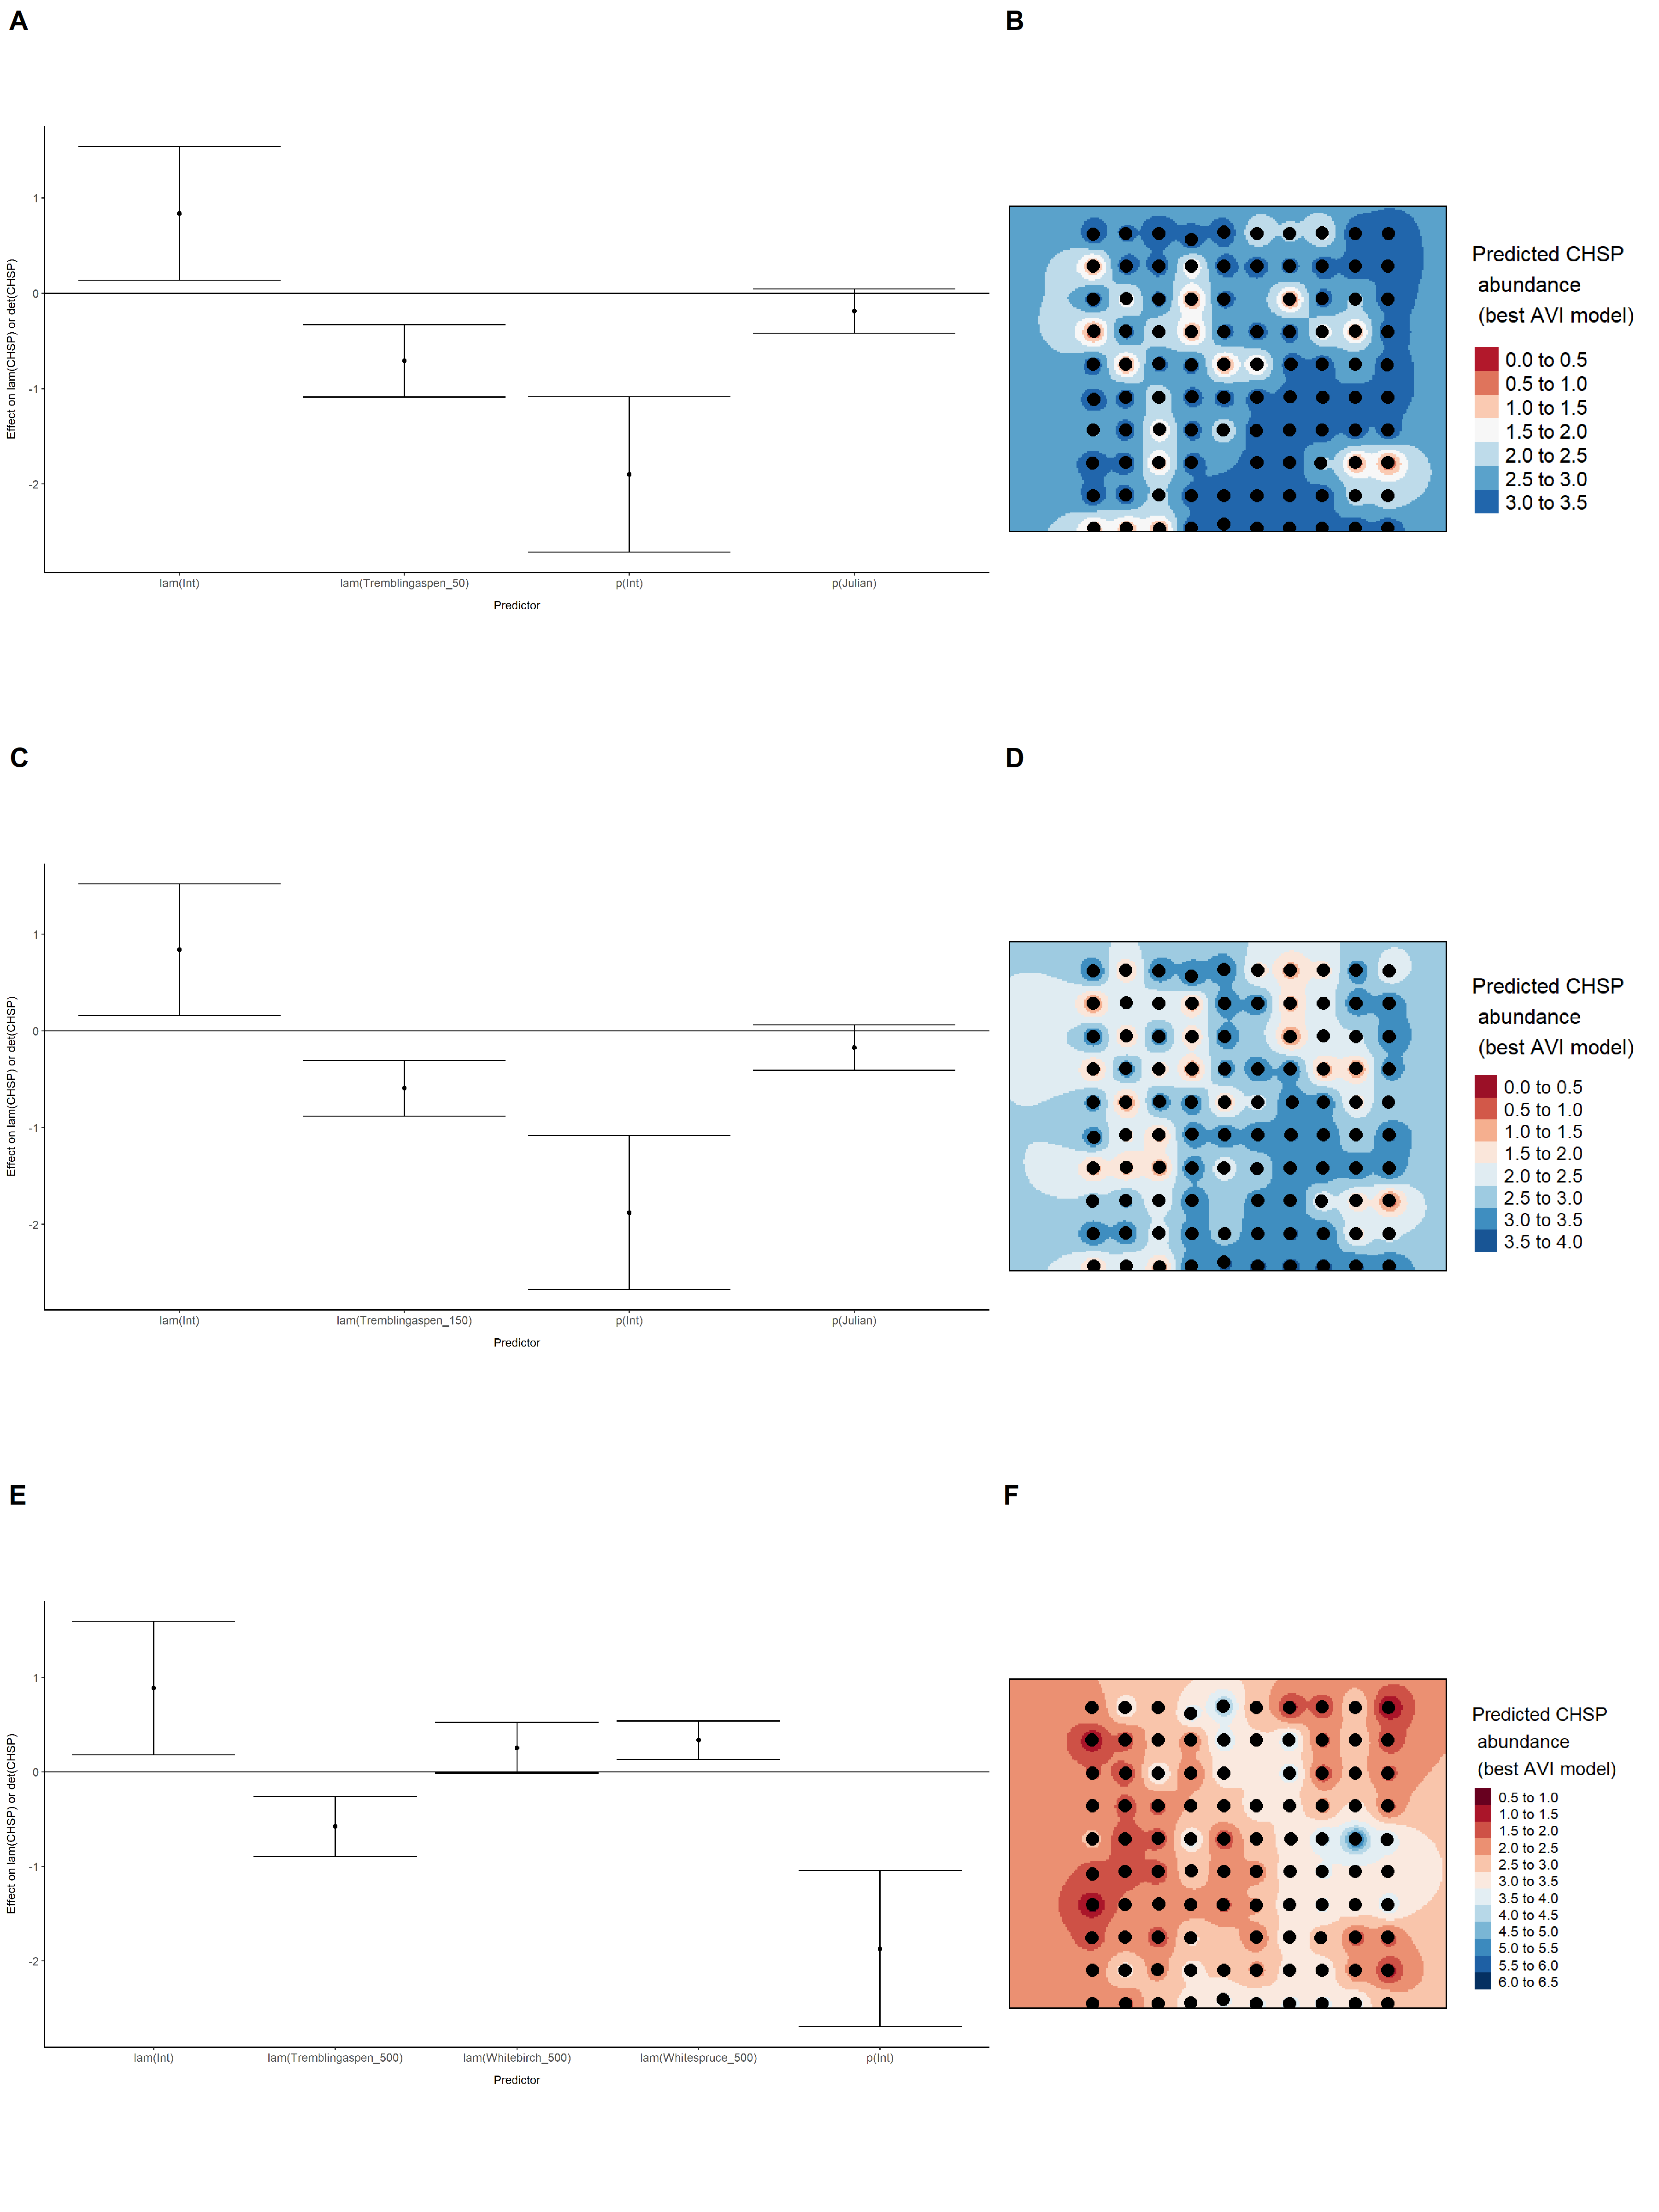 A
B
Effect on lam(CHSP) or det(CHSP)
1
0
-1
-2
lam(Int)
lam(Tremblingaspen_50)
p(Int)
p(Julian)
Predictor
Predicted CHSP
abundance
(best AVI model)
0.0 to 0.5
0.5 to 1.0
1.0 to 1.5
1.5 to 2.0
2.0 to 2.5
2.5 to 3.0
3.0 to 3.5
C
D
Effect on lam(CHSP) or det(CHSP)
1
0
-1
-2
lam(Int)
lam(Tremblingaspen_150)
p(Int)
p(Julian)
Predictor
Predicted CHSP
abundance
(best AVI model)
0.0 to 0.5
0.5 to 1.0
1.0 to 1.5
1.5 to 2.0
2.0 to 2.5
2.5 to 3.0
3.0 to 3.5
3.5 to 4.0
E
F
Effect on lam(CHSP) or det(CHSP)
1
0
-1
-2
lam(Int)
lam(Tremblingaspen_500)
lam(Whitebirch_500)
lam(Whitespruce_500)
p(Int)
Predictor
Predicted CHSP
abundance
(best AVI model)
0.5 to 1.0
1.0 to 1.5
1.5 to 2.0
2.0 to 2.5
2.5 to 3.0
3.0 to 3.5
3.5 to 4.0
4.0 to 4.5
4.5 to 5.0
5.0 to 5.5
5.5 to 6.0
6.0 to 6.5